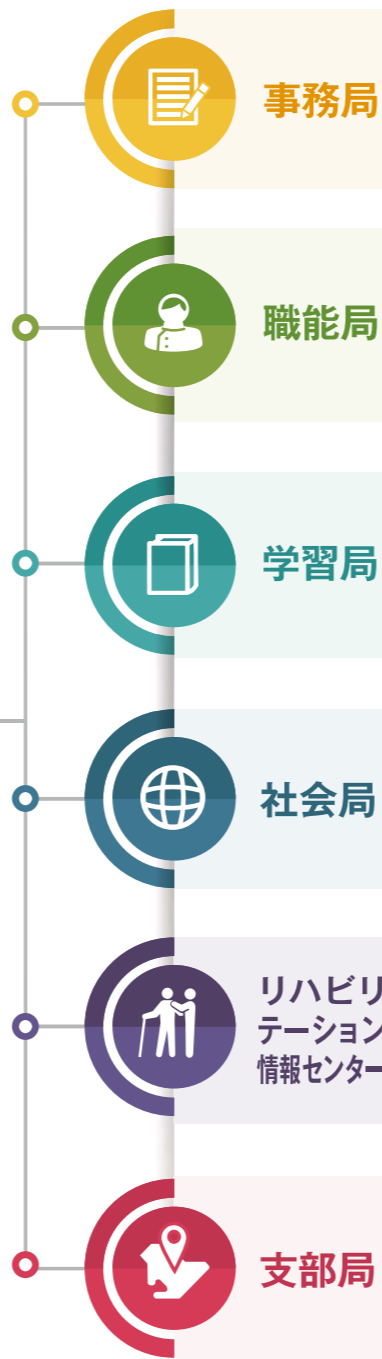 事務局
職能局
学習局
社会局
リハビリ
テーション
情報センター
支部局